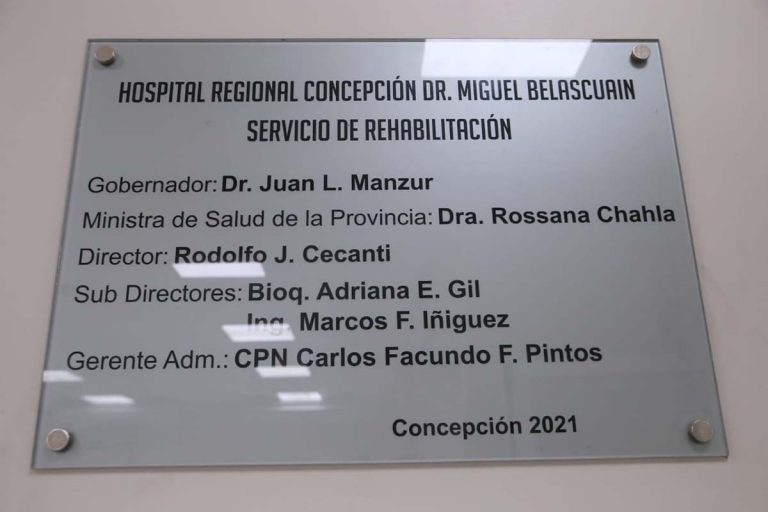 HOSPITAL REGIONAL CONCEPCIÓN DR. MIGUEL BELASCUAIN
SERVICIO DE REHABILITACIÓN
Gobernador: Dr. Juan L. Manzur
Ministra de Salud de la Provincia: Dra. Rossana Chahla
Director: Rodolfo J. Cecanti
Sub Directores: Bioq. Adriana E. Gil
Ing. Marcos F. Iñiguez
Gerente Adm.: CPN Carlos Facundo F. Pintos
Concepción 2021